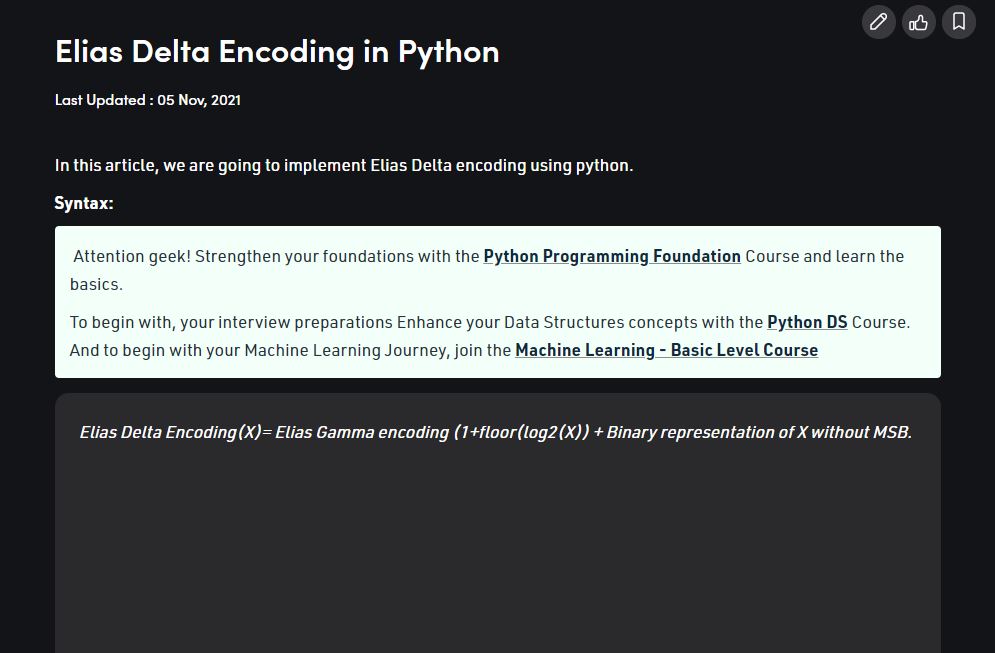 Elias Delta Encoding in Python
Last Updated : 05 Nov, 2021
In this article, we are going to implement Elias Delta encoding using python.
Syntax:
Attention geek! Strengthen your foundations with the Python Programming Foundation Course and learn the
basics.
To begin with, your interview preparations Enhance your Data Structures concepts with the Python DS Course.
And to begin with your Machine Learning Journey, join the Machine Learning - Basic Level Course
Elias Delta Encoding(X)= Elias Gamma encoding (1+floor(log2(X)) + Binary representation of X without MSB.